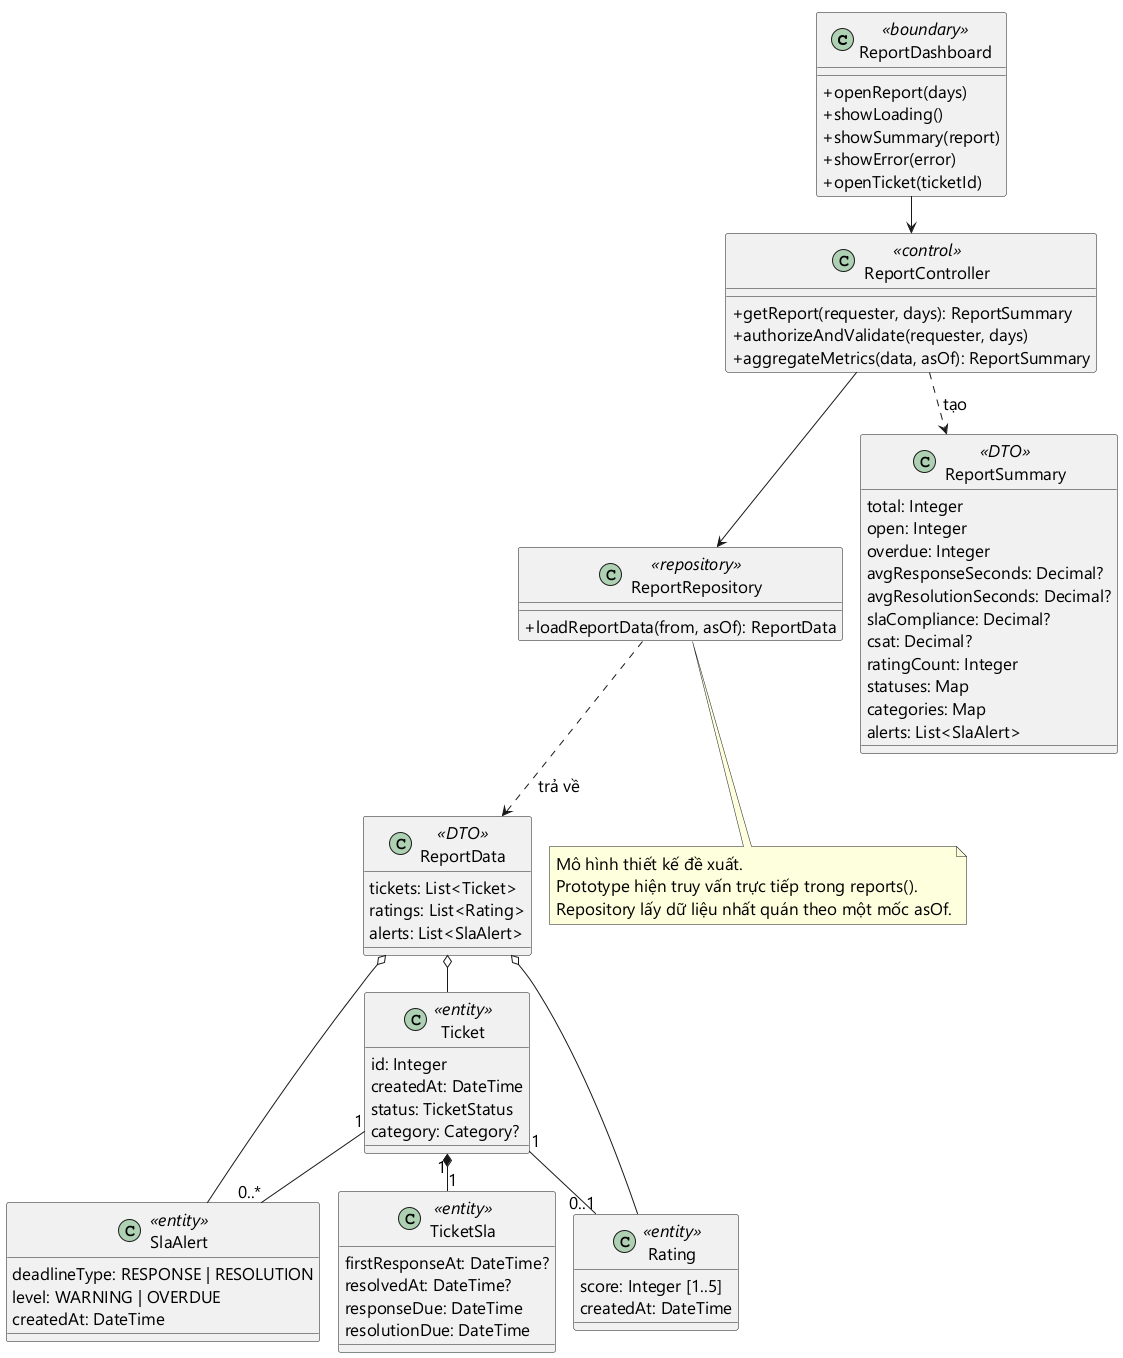 C
«boundary»
ReportDashboard
+openReport(days)
+showLoading()
+showSummary(report)
+showError(error)
+openTicket(ticketId)
C
«control»
ReportController
+getReport(requester, days): ReportSummary
+authorizeAndValidate(requester, days)
+aggregateMetrics(data, asOf): ReportSummary
tạo
C
«DTO»
ReportSummary
total: Integer
open: Integer
overdue: Integer
avgResponseSeconds: Decimal?
avgResolutionSeconds: Decimal?
slaCompliance: Decimal?
csat: Decimal?
ratingCount: Integer
statuses: Map
categories: Map
alerts: List<SlaAlert>
C
«repository»
ReportRepository
+loadReportData(from, asOf): ReportData
trả về
C
«DTO»
ReportData
tickets: List<Ticket>
ratings: List<Rating>
alerts: List<SlaAlert>
Mô hình thiết kế đề xuất.
Prototype hiện truy vấn trực tiếp trong reports().
Repository lấy dữ liệu nhất quán theo một mốc asOf.
C
«entity»
Ticket
id: Integer
createdAt: DateTime
status: TicketStatus
category: Category?
1
0..*
1
1
1
0..1
C
«entity»
SlaAlert
deadlineType: RESPONSE | RESOLUTION
level: WARNING | OVERDUE
createdAt: DateTime
C
«entity»
TicketSla
firstResponseAt: DateTime?
resolvedAt: DateTime?
responseDue: DateTime
resolutionDue: DateTime
C
«entity»
Rating
score: Integer [1..5]
createdAt: DateTime